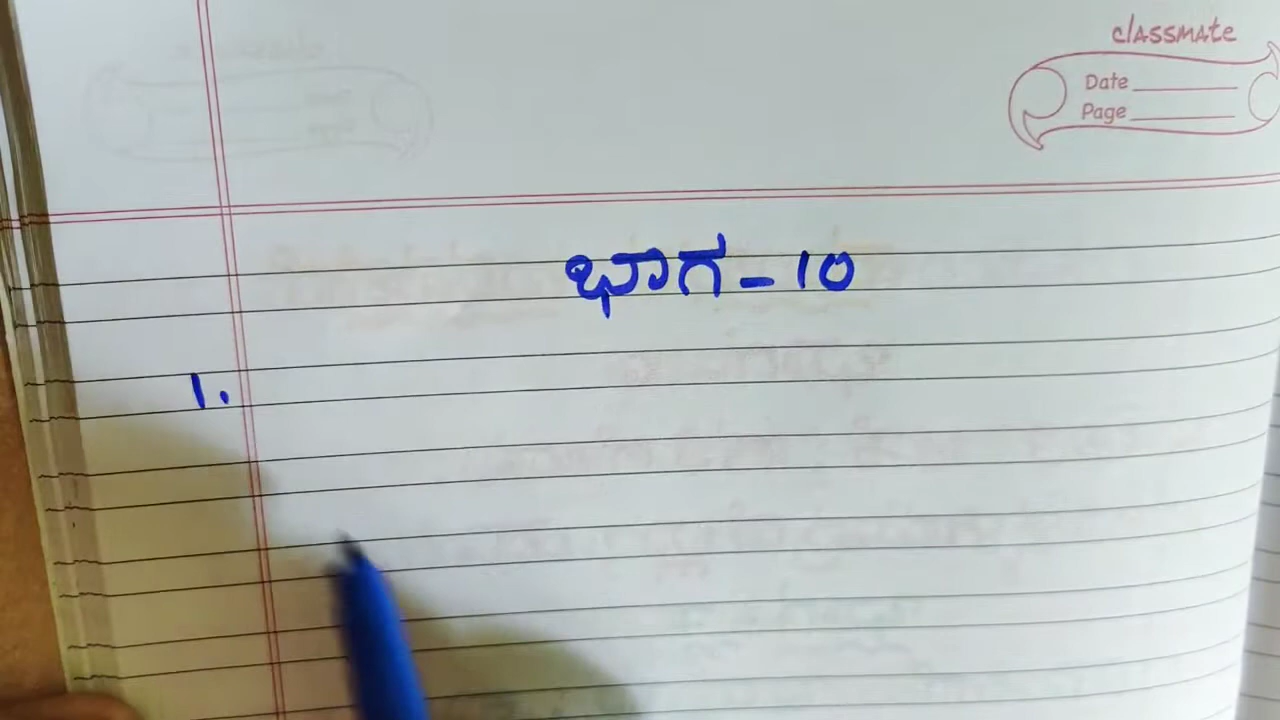 classmate
Date
Page
ಭಾಗ - 10
1.